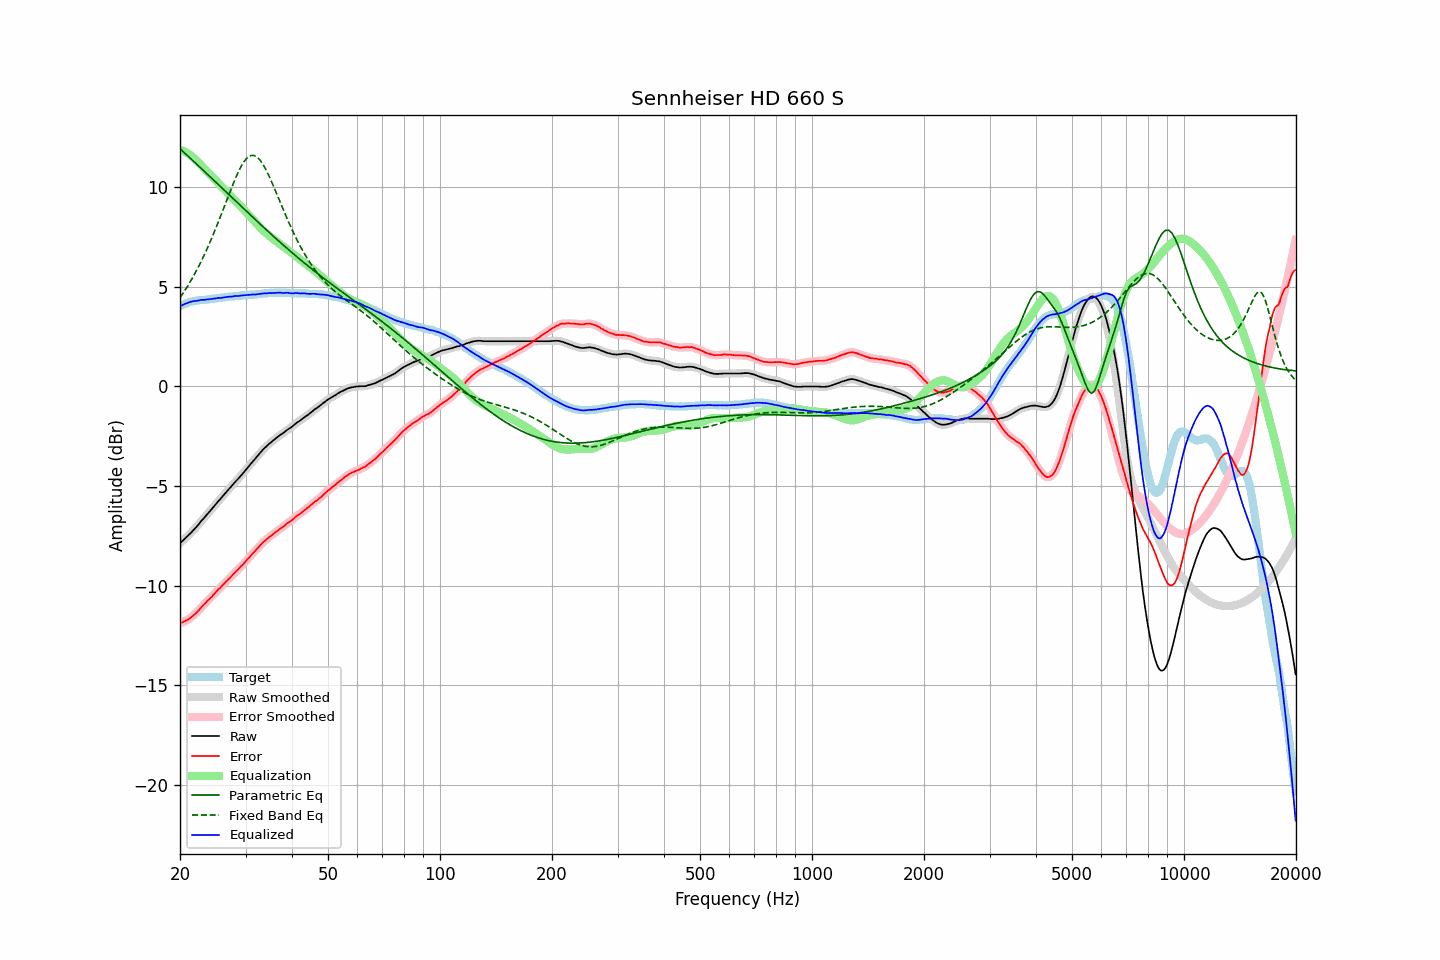 Sennheiser HD 660 S
Amplitude (dBr)
10
5
0
−5
−10
−15
−20
Target
Raw Smoothed
Error Smoothed
Raw
Error
Equalization
Parametric Eq
Fixed Band Eq
Equalized
20
50
100
200
500
1000
2000
5000
10000
20000
Frequency (Hz)